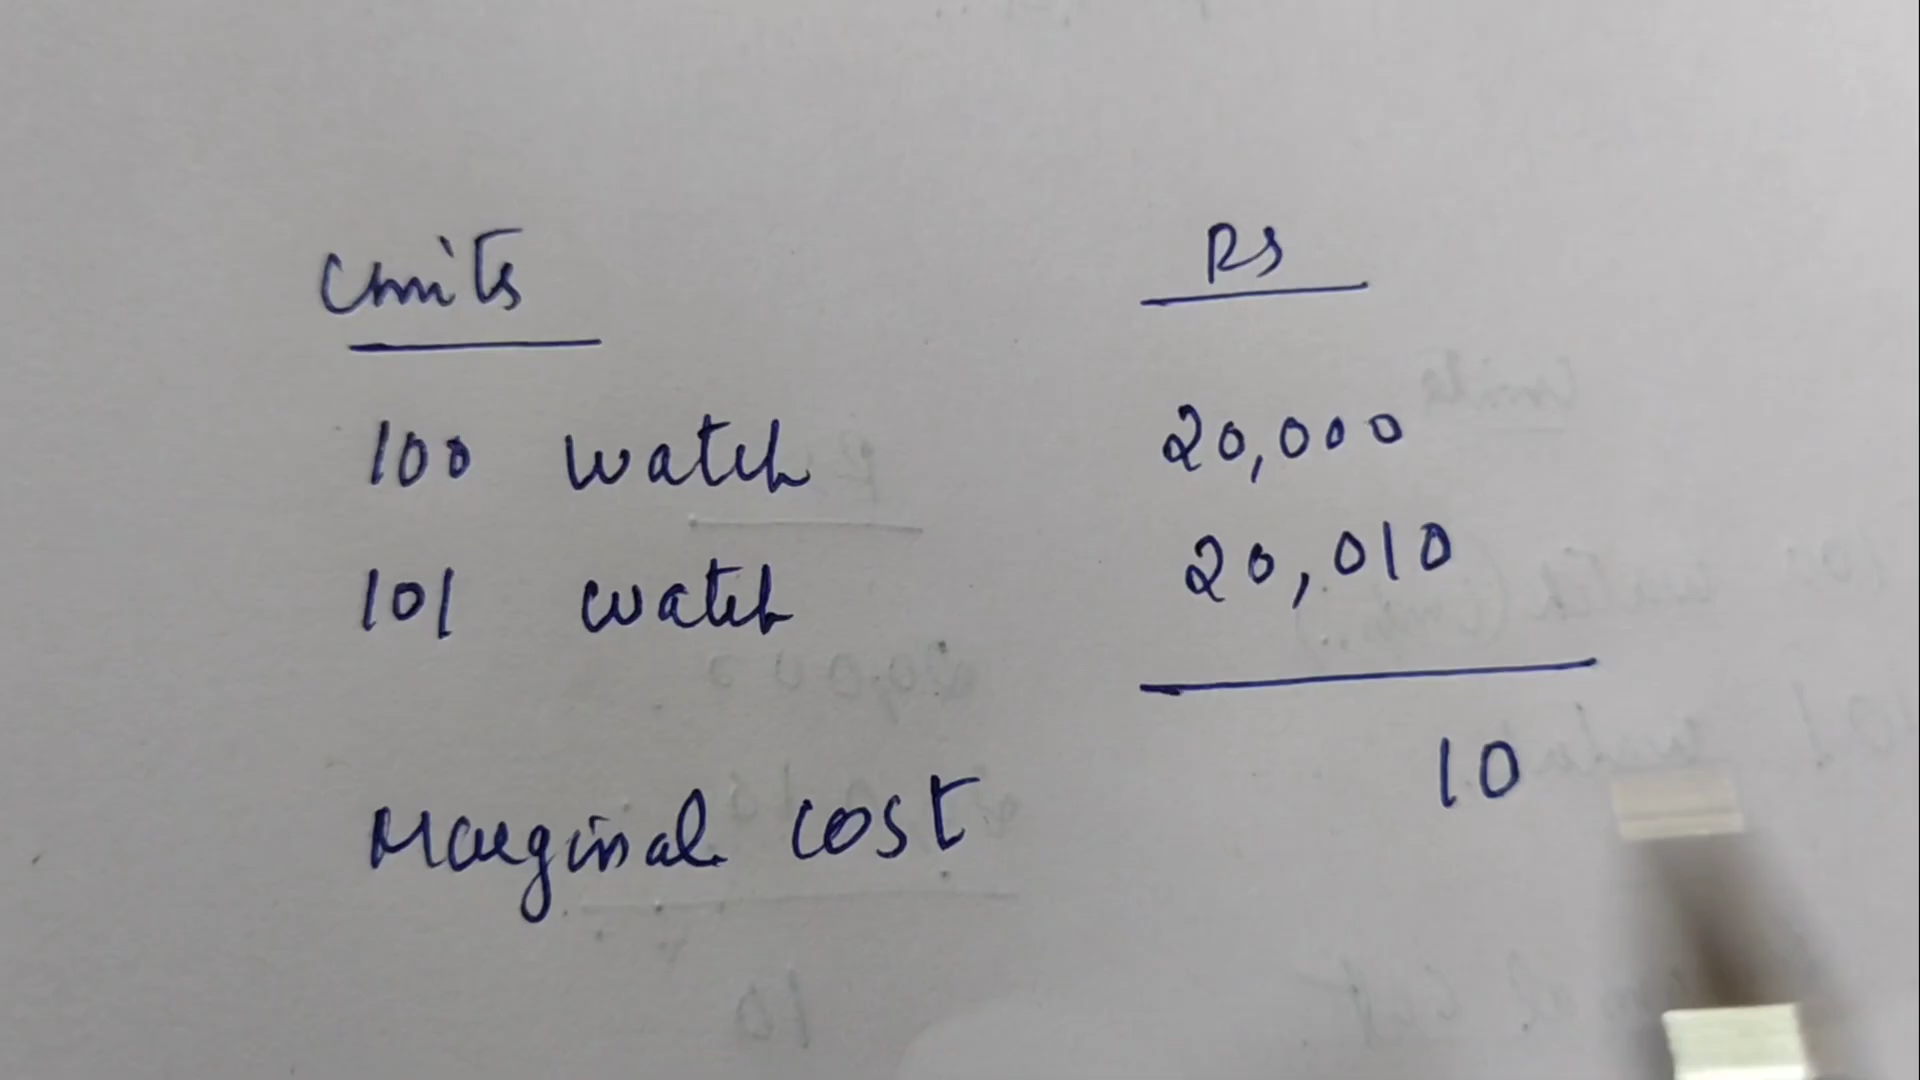 Units Rs
100 watch 20,000
101 watch 20,010
10
Marginal cost